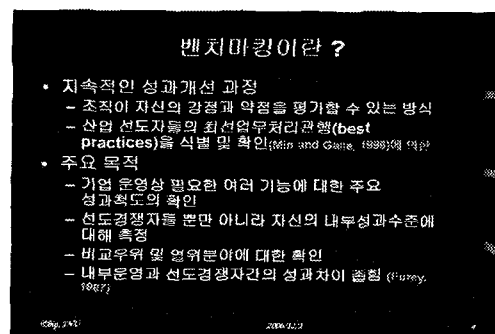 벤치마킹이란 ?
• 지속적인 성과개선 과정
– 조직이 자신의 강점과 약점을 평가할 수 있는 방식
– 산업 선도자들의 최선업무처리관행(best
practices)을 식별 및 확인(Min and Galle, 1996)에 의한
• 주요 목적
– 기업 운영상 필요한 여러 기능에 대한 주요
성과척도의 확인
– 선도경쟁자들 뿐만 아니라 자신의 내부성과수준에
대해 측정
– 비교우위 및 열위분야에 대한 확인
– 내부운영과 선도경쟁자간의 성과차이 좁힘 (Furey,
1987)
4